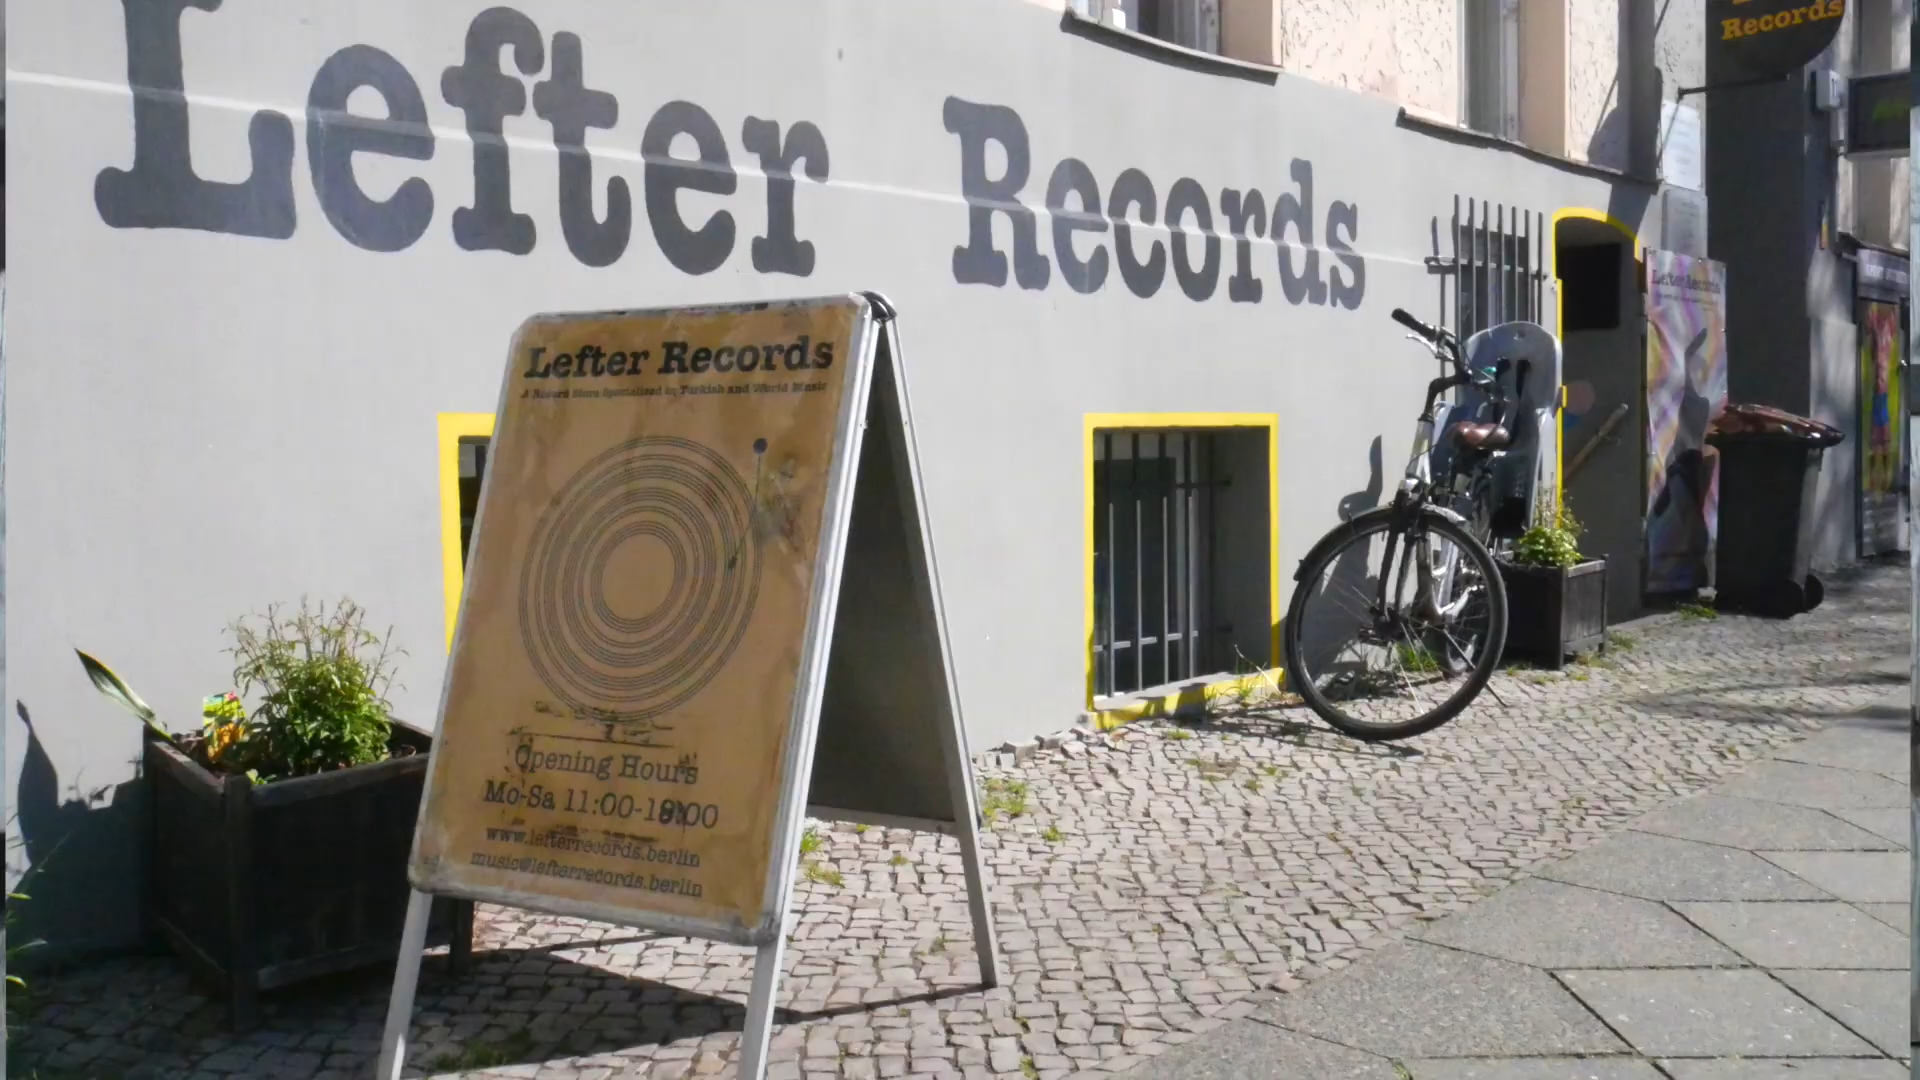 Lefter Records
Records
Lefter Records
Lefter Records
A Record Store Specialized in Turkish and World Music
Opening Hours
Mo-Sa 11:00-19:00
www.lefterrecords.berlin
music@lefterrecords.berlin